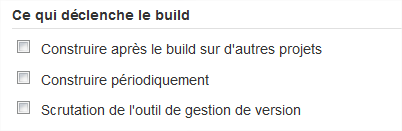 Ce qui déclenche le build
Construire après le build sur d'autres projets
Construire périodiquement
Scrutation de l'outil de gestion de version